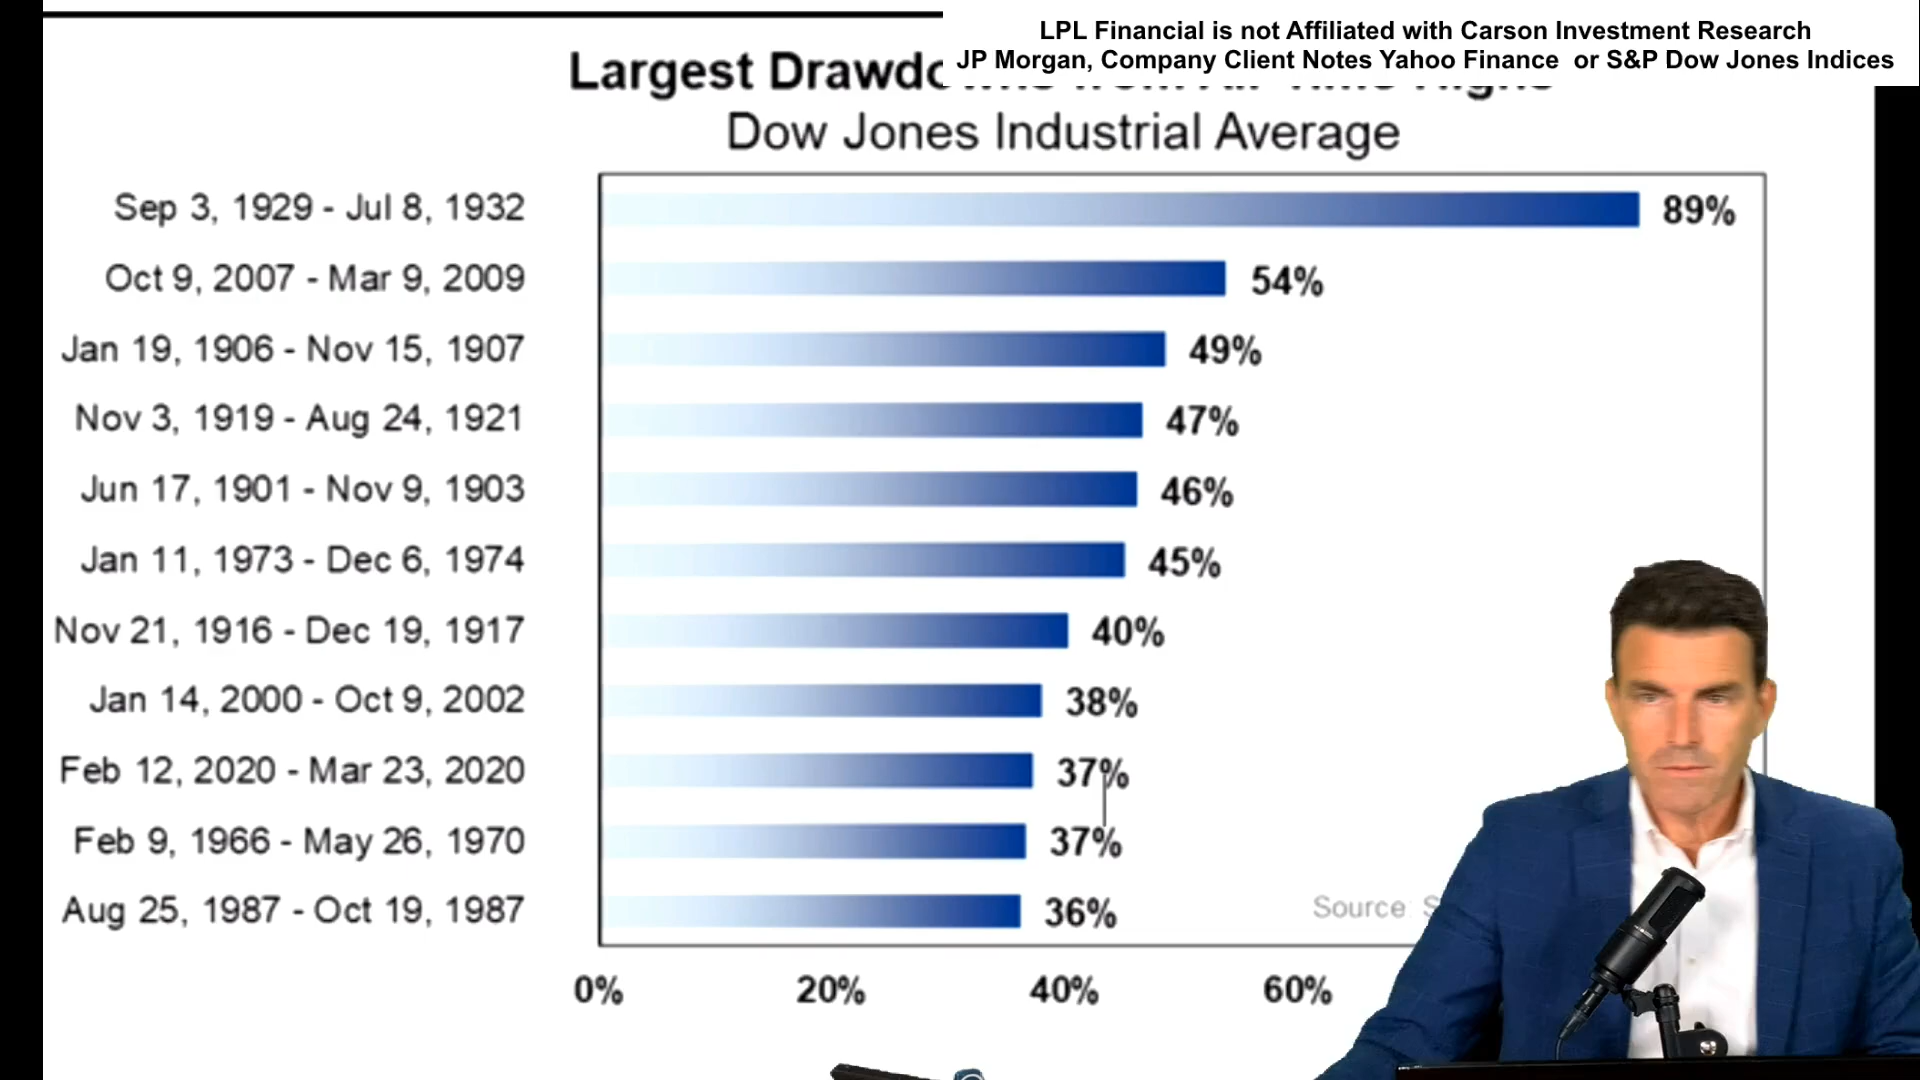 LPL Financial is not Affiliated with Carson Investment Research
JP Morgan, Company Client Notes Yahoo Finance or S&P Dow Jones Indices
Largest
Dow Jones Industrial Average
Sep 3, 1929 - Jul 8, 1932 89%
Oct 9, 2007 - Mar 9, 2009 54%
Jan 19, 1906 - Nov 15, 1907 49%
Nov 3, 1919 - Aug 24, 1921 47%
Jun 17, 1901 - Nov 9, 1903 46%
Jan 11, 1973 - Dec 6, 1974 45%
Nov 21, 1916 - Dec 19, 1917 40%
Jan 14, 2000 - Oct 9, 2002 38%
Feb 12, 2020 - Mar 23, 2020 37%
Feb 9, 1966 - May 26, 1970 37%
Aug 25, 1987 - Oct 19, 1987 36%
Source:
0% 20% 40% 60%